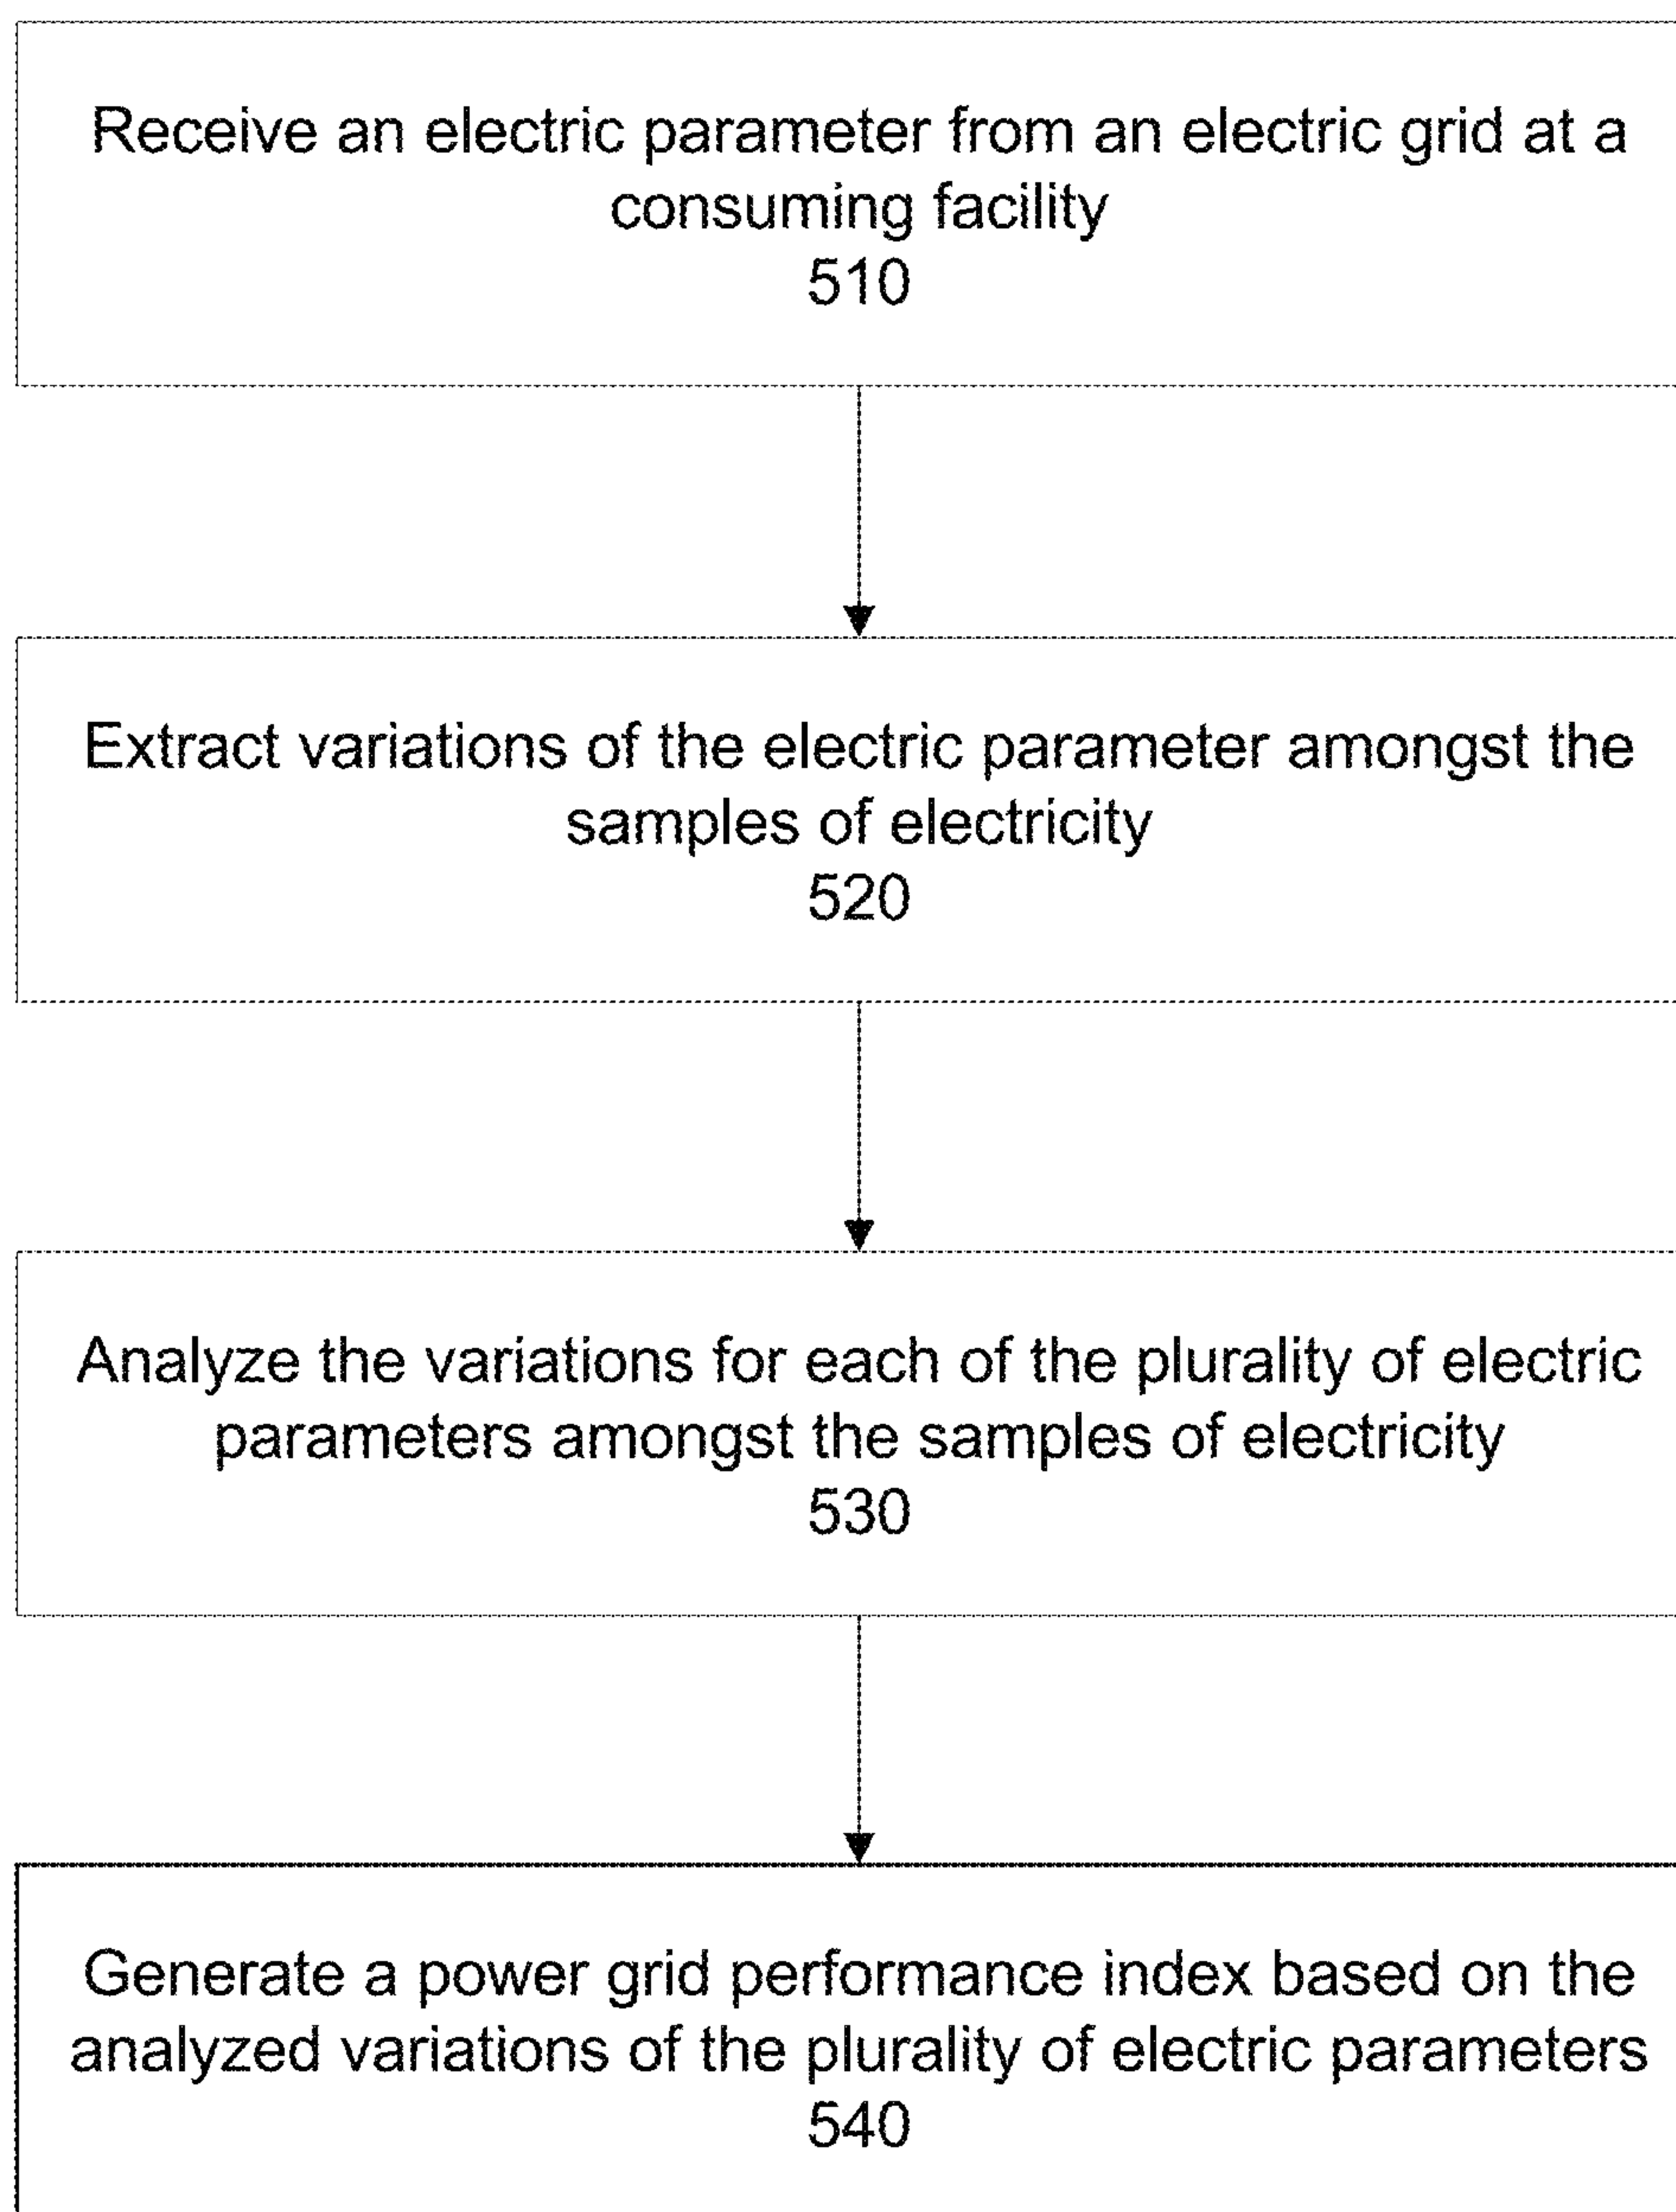 Receive an electric parameter from an electric grid at a
consuming facility
510
Extract variations of the electric parameter amongst the
samples of electricity
520
Analyze the variations for each of the plurality of electric
parameters amongst the samples of electricity
530
Generate a power grid performance index based on the
analyzed variations of the plurality of electric parameters
540